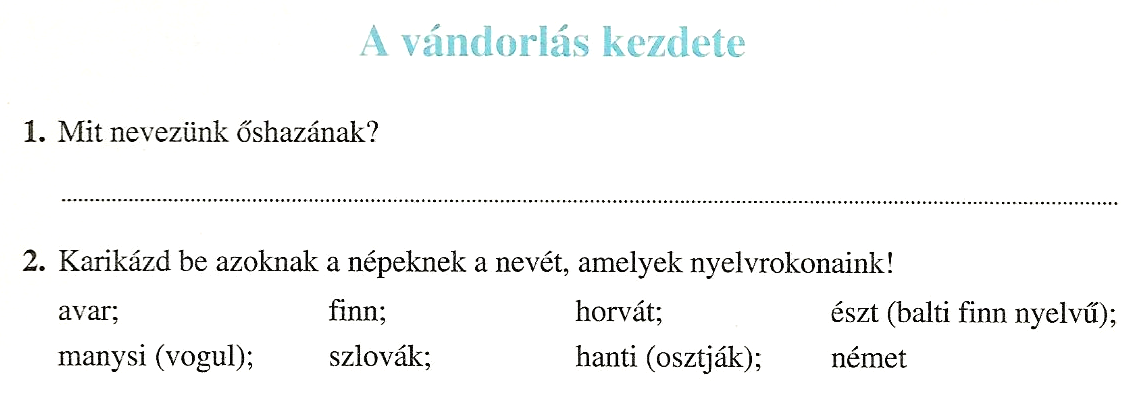 A vándorlás kezdete
1. Mit nevezünk őshazának?
2. Karikázd be azoknak a népeknek a nevét, amelyek nyelvrokonaink!
avar; finn; horvát; észt (balti finn nyelvű);
manysi (vogul); szlovák; hanti (osztják); német